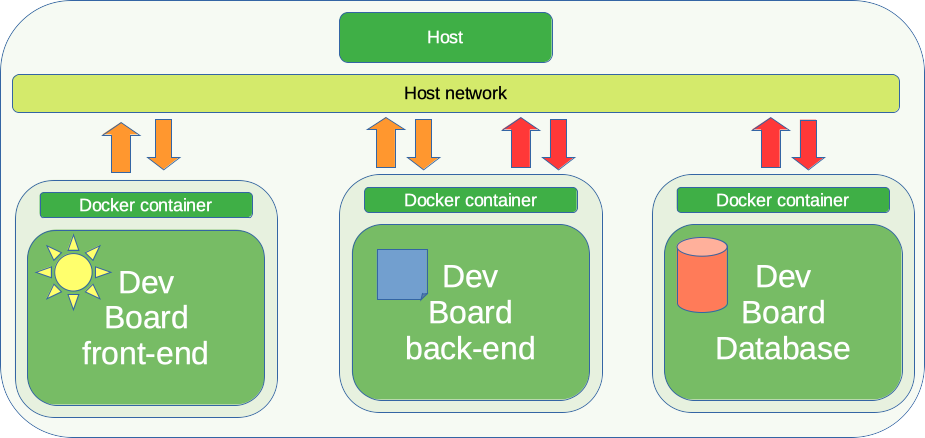 Host
Host network
Docker container
Dev
Board
front-end
Docker container
Dev
Board
back-end
Docker container
Dev
Board
Database